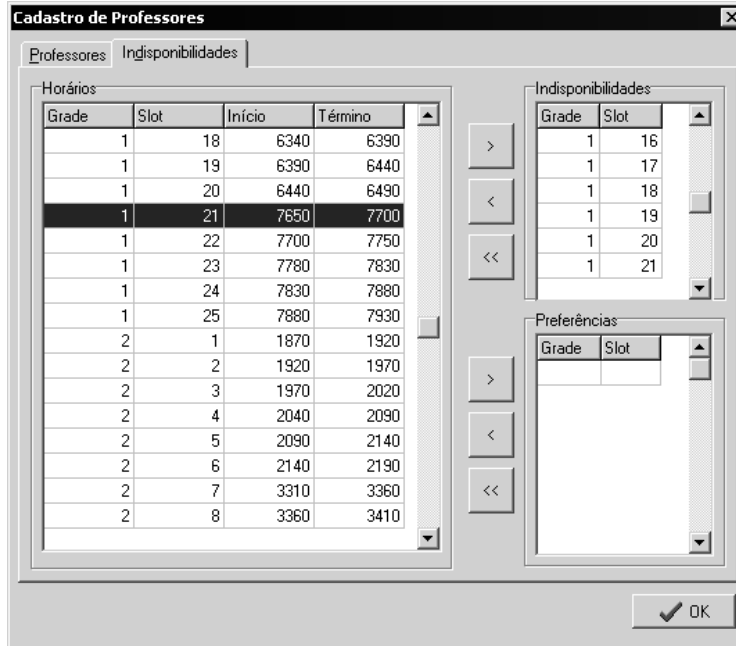 Cadastro de Professores
Professores Indisponibilidades
Horários
Grade Slot Início Término
1 18 6340 6390
1 19 6390 6440
1 20 6440 6490
1 21 7650 7700
1 22 7700 7750
1 23 7780 7830
1 24 7830 7880
1 25 7880 7930
2 1 1870 1920
2 2 1920 1970
2 3 1970 2020
2 4 2040 2090
2 5 2090 2140
2 6 2140 2190
2 7 3310 3360
2 8 3360 3410
>
<
<<
>
<
<<
Indisponibilidades
Grade Slot
1 16
1 17
1 18
1 19
1 20
1 21
Preferências
Grade Slot
OK